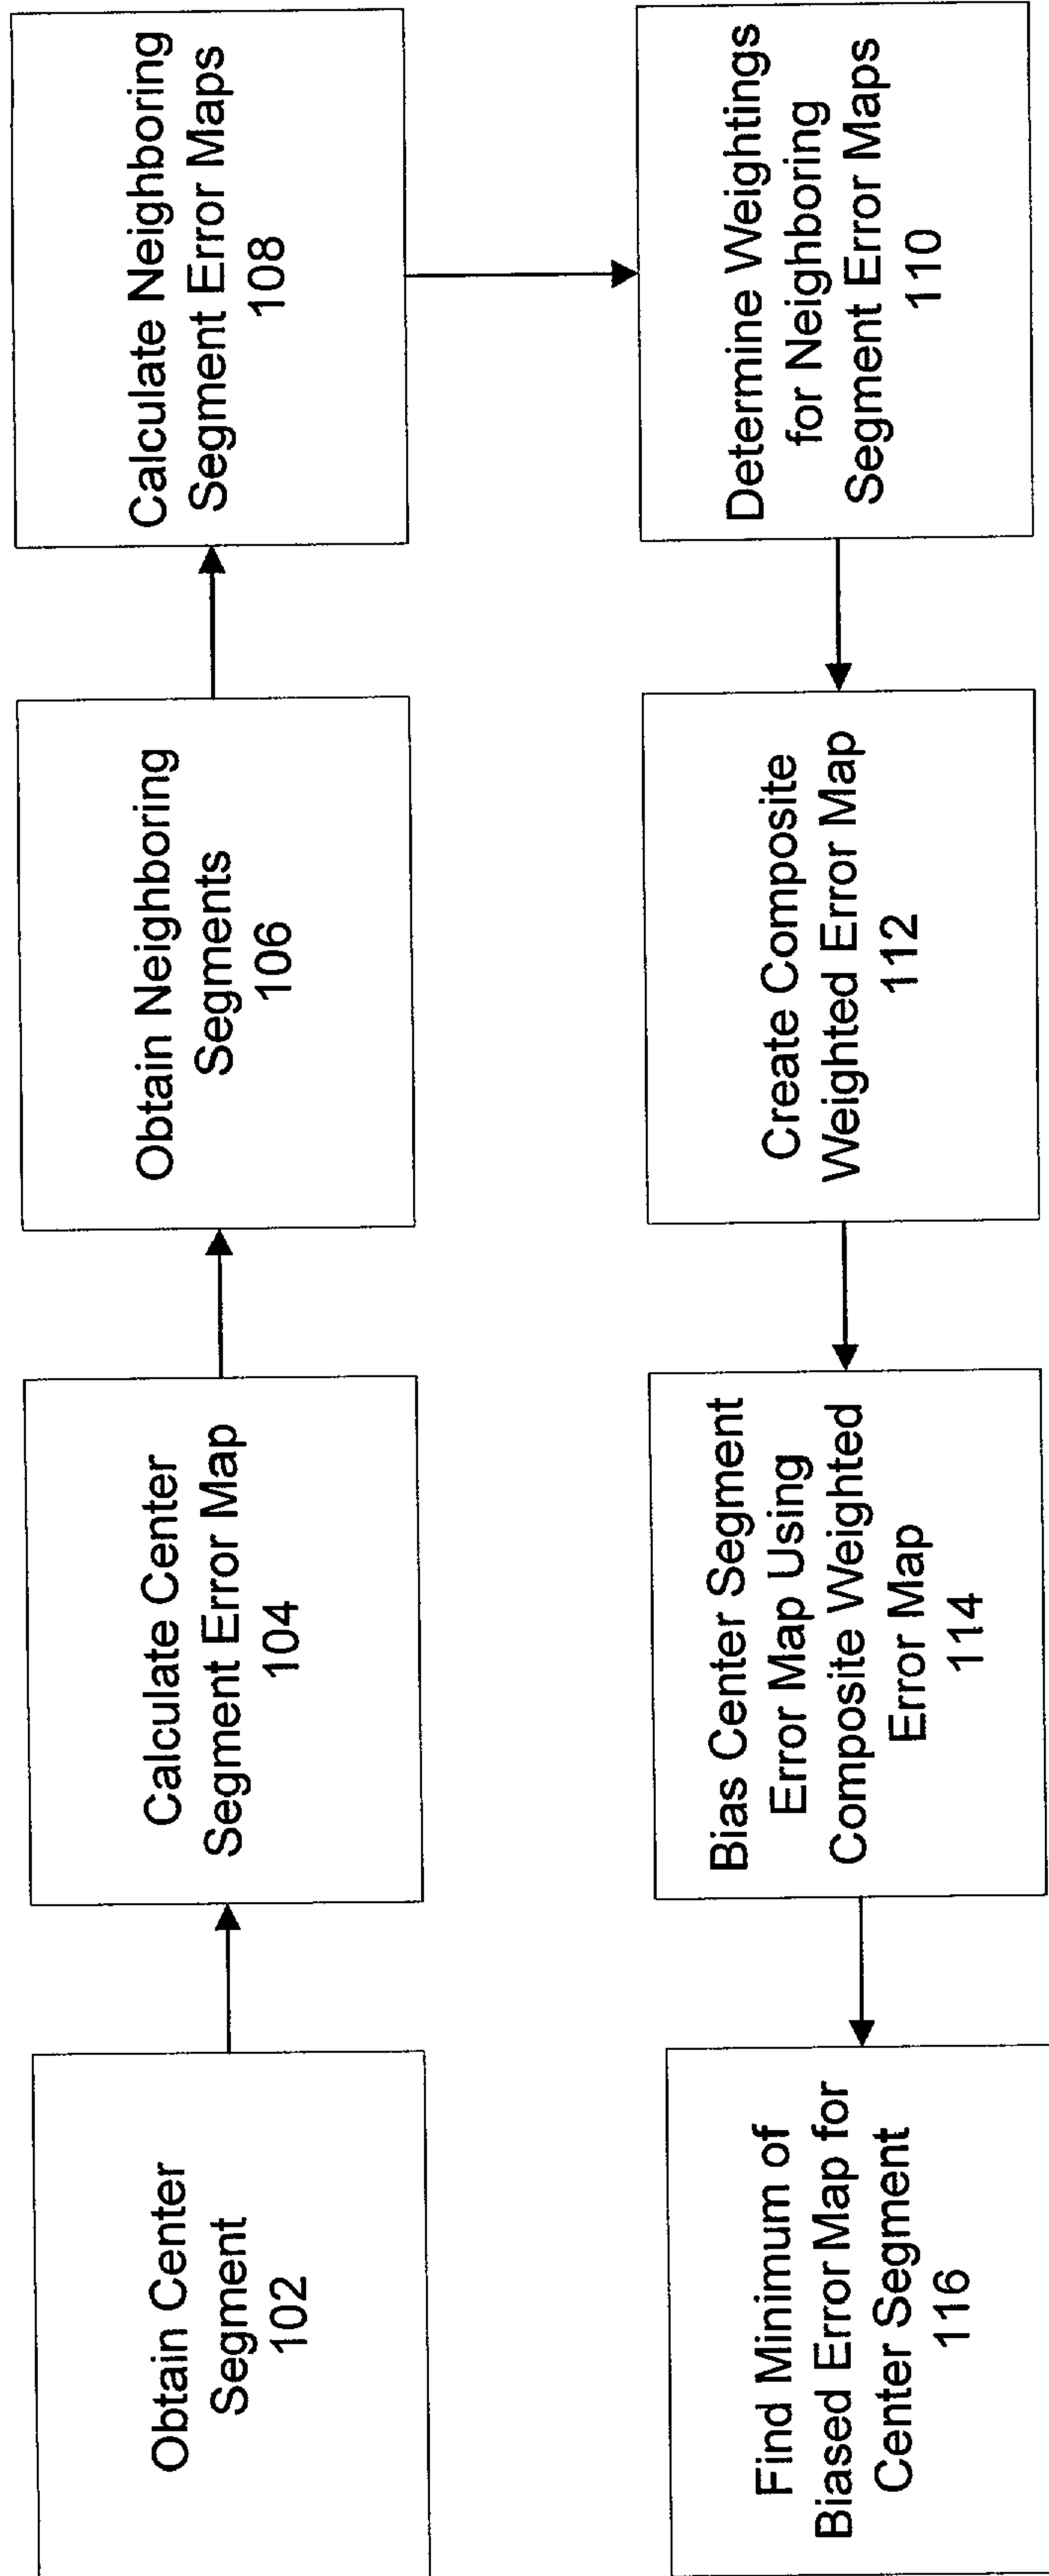 Obtain Center
Segment
102
Calculate Center
Segment Error Map
104
Obtain Neighboring
Segments
106
Calculate Neighboring
Segment Error Maps
108
Determine Weightings
for Neighboring
Segment Error Maps
110
Create Composite
Weighted Error Map
112
Bias Center Segment
Error Map Using
Composite Weighted
Error Map
114
Find Minimum of
Biased Error Map for
Center Segment
116